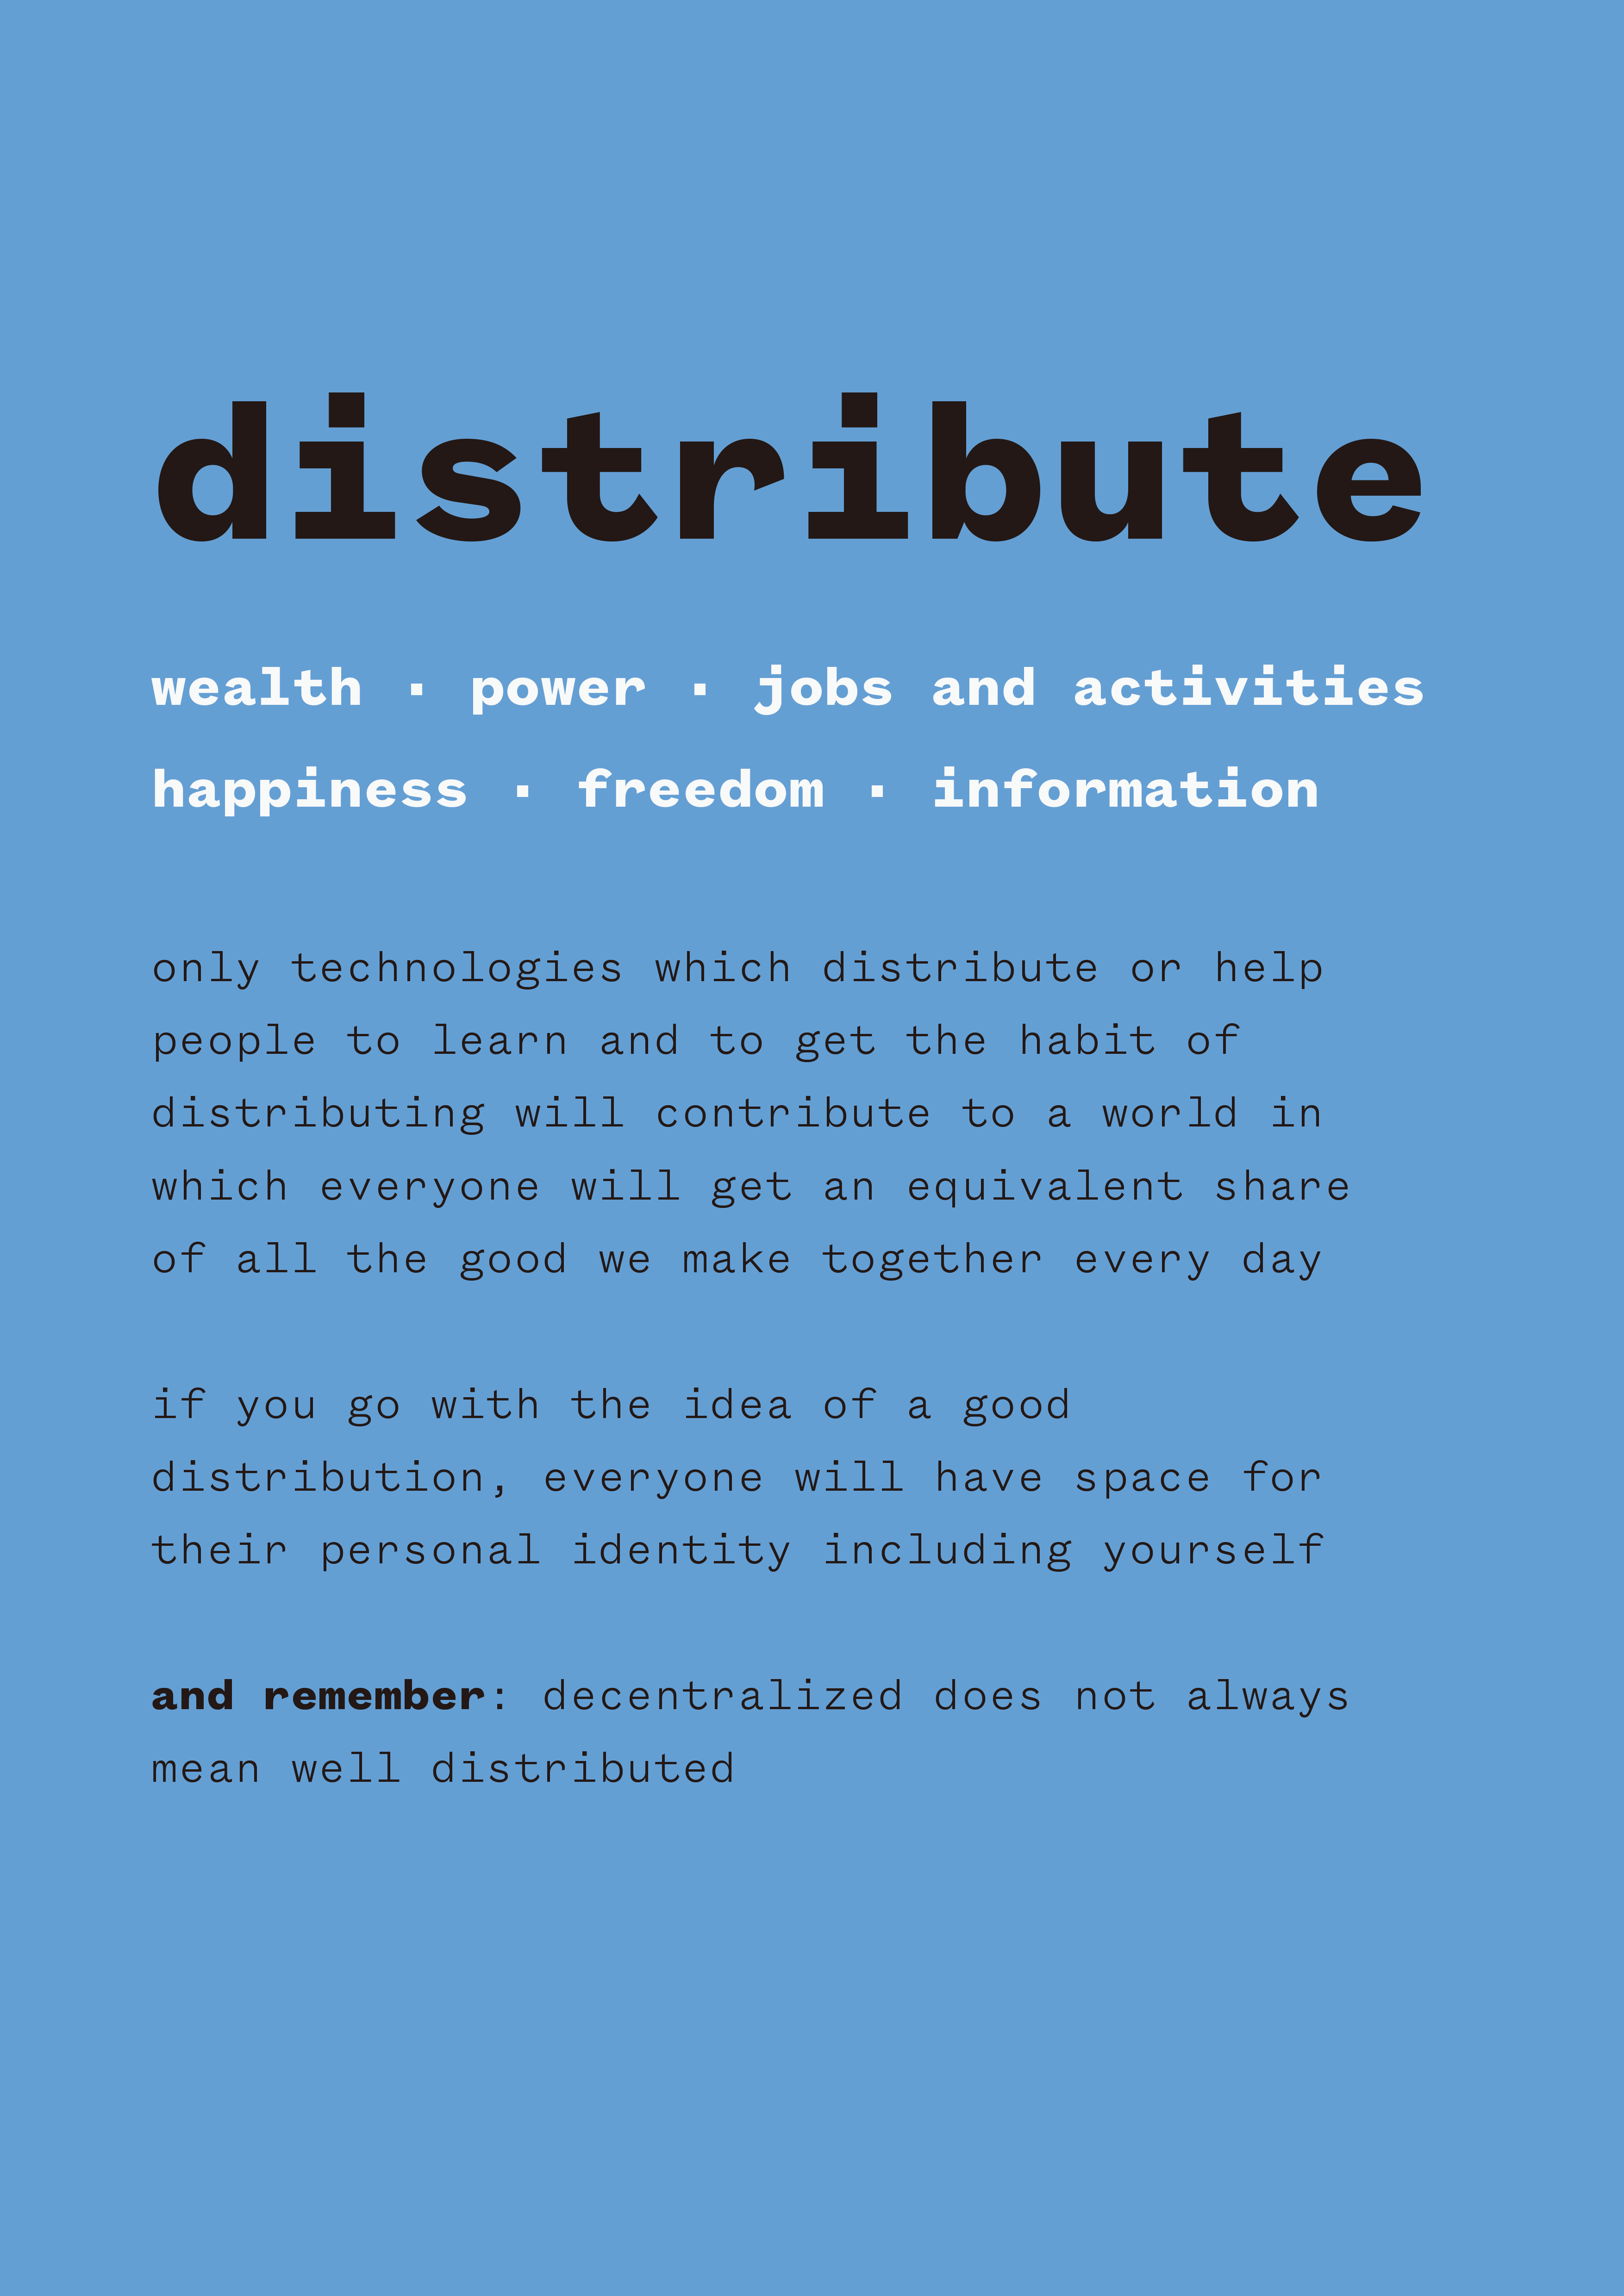 distribute
wealth · power · jobs and activities
happiness · freedom · information
only technologies which distribute or help
people to learn and to get the habit of
distributing will contribute to a world in
which everyone will get an equivalent share
of all the good we make together every day
if you go with the idea of a good
distribution, everyone will have space for
their personal identity including yourself
and remember: decentralized does not always
mean well distributed